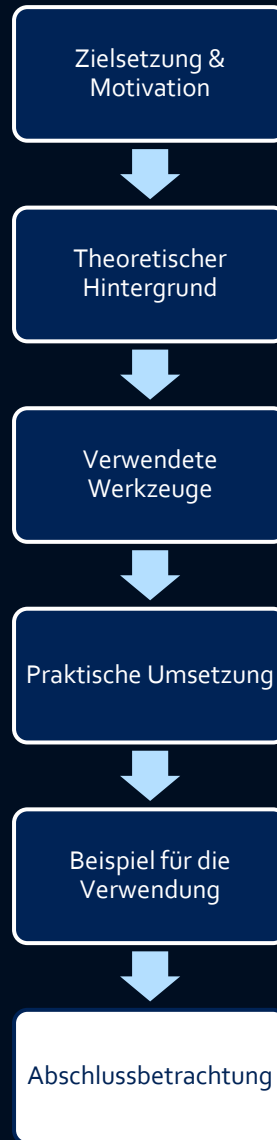 Zielsetzung &
Motivation
Theoretischer
Hintergrund
Verwendete
Werkzeuge
Praktische Umsetzung
Beispiel für die
Verwendung
Abschlussbetrachtung